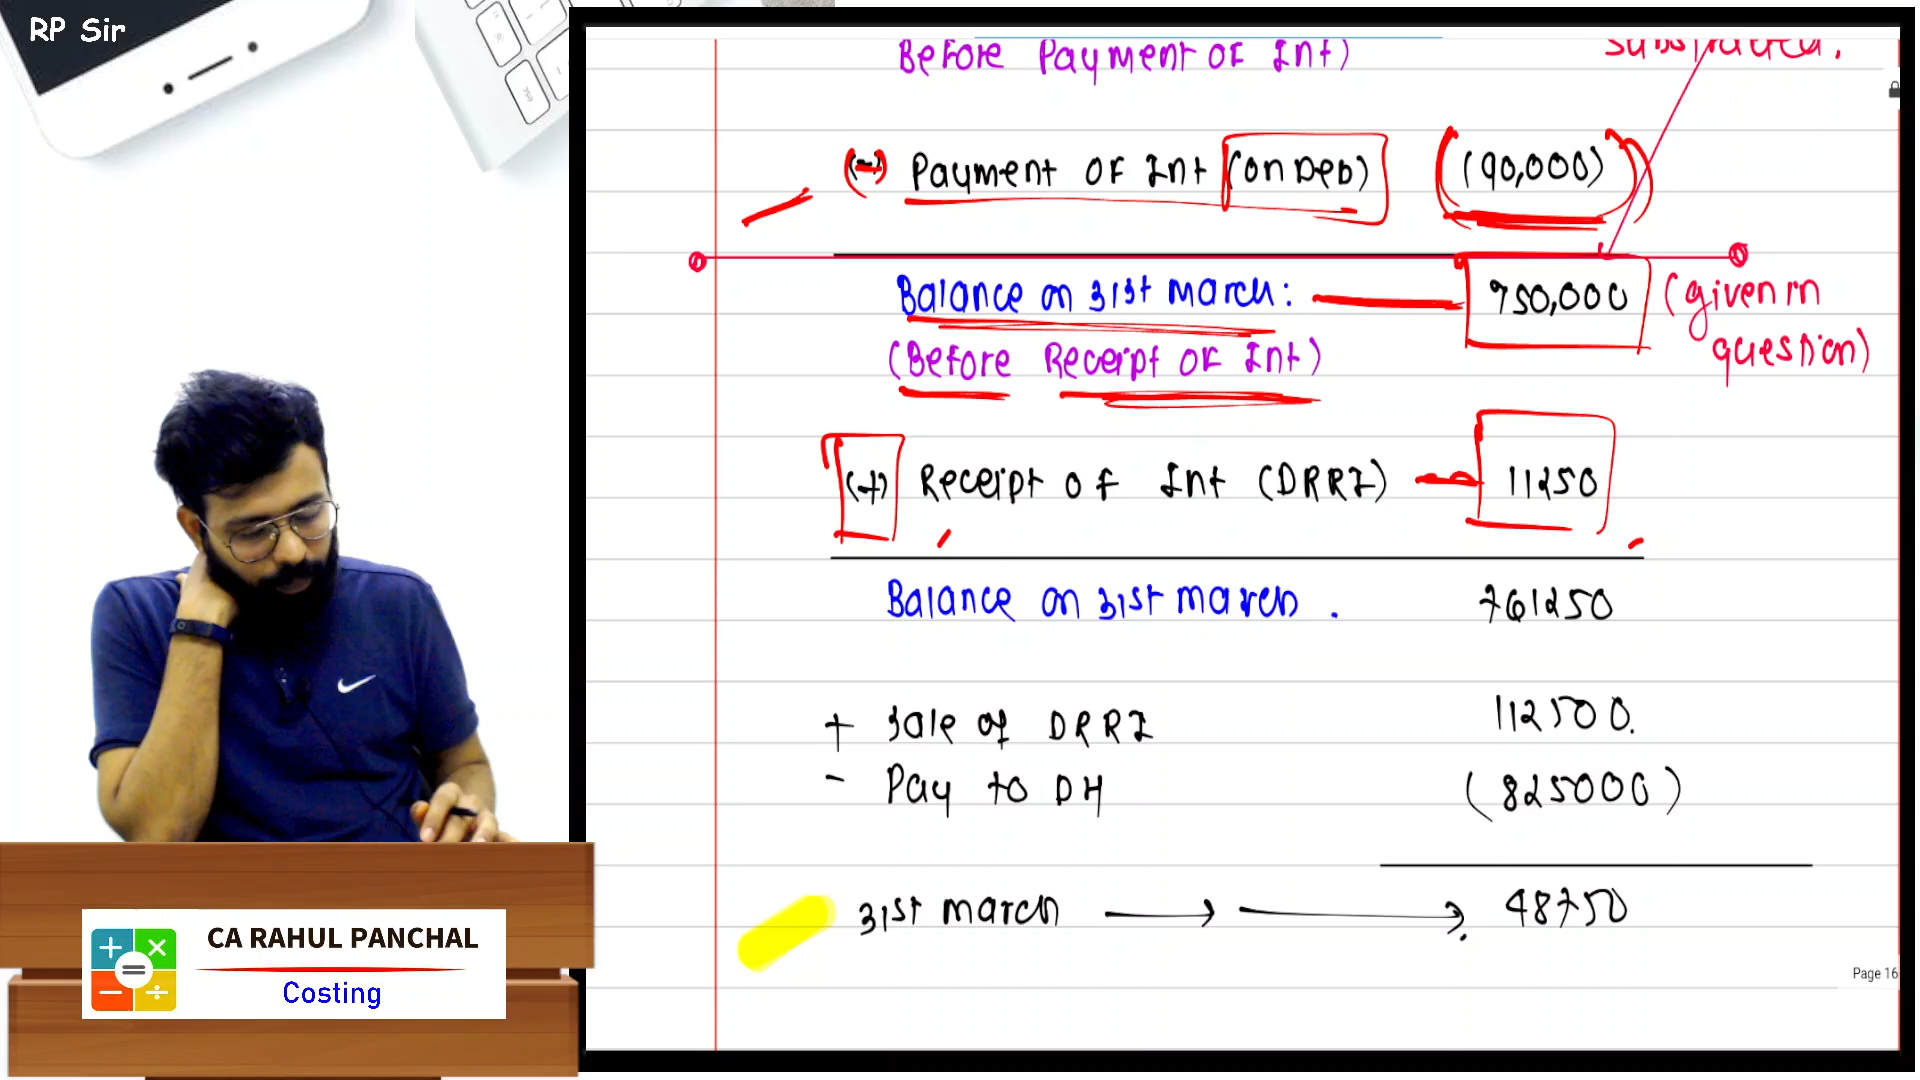 RP Sir
Before Payment of Int)
(-) Payment of Int (on Deb) (90,000)
Balance on 31st march: 750,000 (given in question)
(Before Receipt of Int)
(+) Receipt of Int (DRRI) 11250
Balance on 31st march. 761250
+ Sale of DRRI 112500.
- Pay to DH (825000)
31st march 48750
Page 16
CA RAHUL PANCHAL
Costing